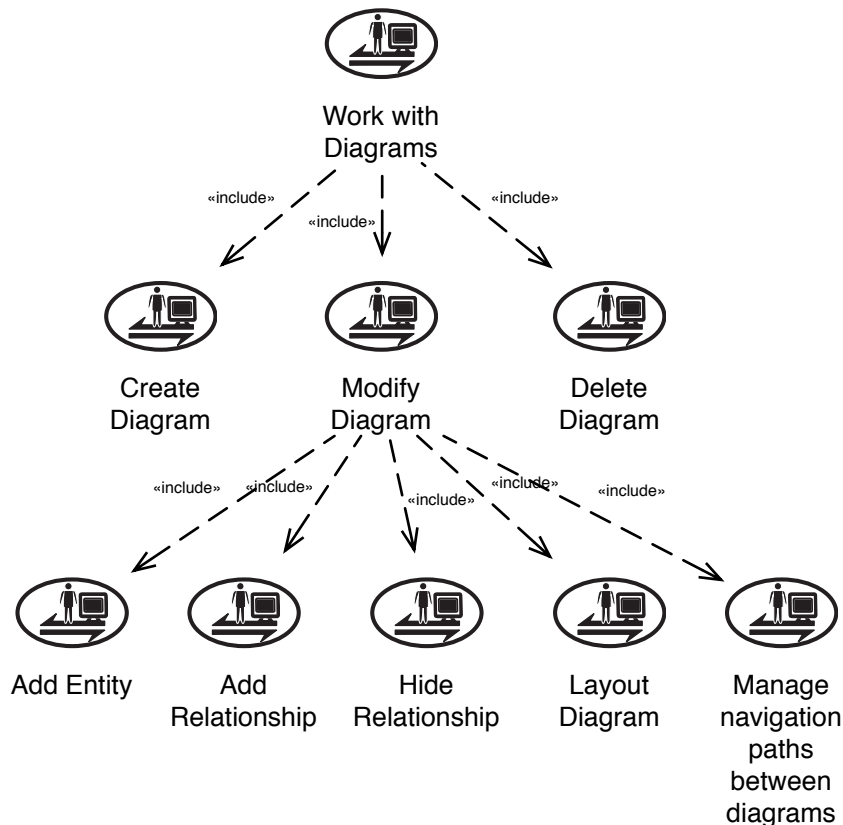 Work with
Diagrams
«include»
«include»
«include»
Create
Diagram
Modify
Diagram
Delete
Diagram
«include»
«include»
«include»
«include»
«include»
Add Entity
Add
Relationship
Hide
Relationship
Layout
Diagram
Manage
navigation
paths
between
diagrams